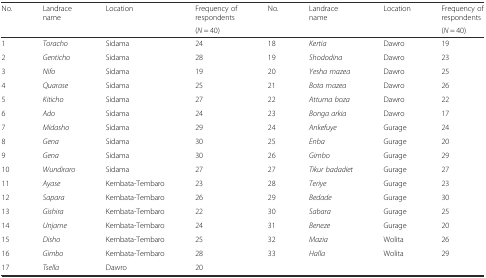 No. Landrace name Location Frequency of respondents (N = 40) No. Landrace name Location Frequency of respondents (N = 40)
1 Toracho Sidama 24 18 Kertia Dawro 19
2 Genticho Sidama 28 19 Shododina Dawro 23
3 Nifo Sidama 19 20 Yesha mazea Dawro 25
4 Quarase Sidama 25 21 Bota mazea Dawro 26
5 Kiticho Sidama 27 22 Attuma boza Dawro 22
6 Ado Sidama 24 23 Bonga arkia Dawro 17
7 Midasho Sidama 29 24 Ankefuye Gurage 24
8 Gena Sidama 30 25 Enba Gurage 20
9 Gena Sidama 30 26 Gimbo Gurage 29
10 Wundiraro Sidama 27 27 Tikur badadiet Gurage 27
11 Ayase Kembata-Tembaro 23 28 Teriye Gurage 23
12 Sapara Kembata-Tembaro 26 29 Bedade Gurage 30
13 Gishira Kembata-Tembaro 22 30 Sabara Gurage 25
14 Unjame Kembata-Tembaro 24 31 Beneze Gurage 20
15 Disho Kembata-Tembaro 25 32 Mazia Wolita 26
16 Gimbo Kembata-Tembaro 28 33 Halla Wolita 29
17 Tsella Dawro 20